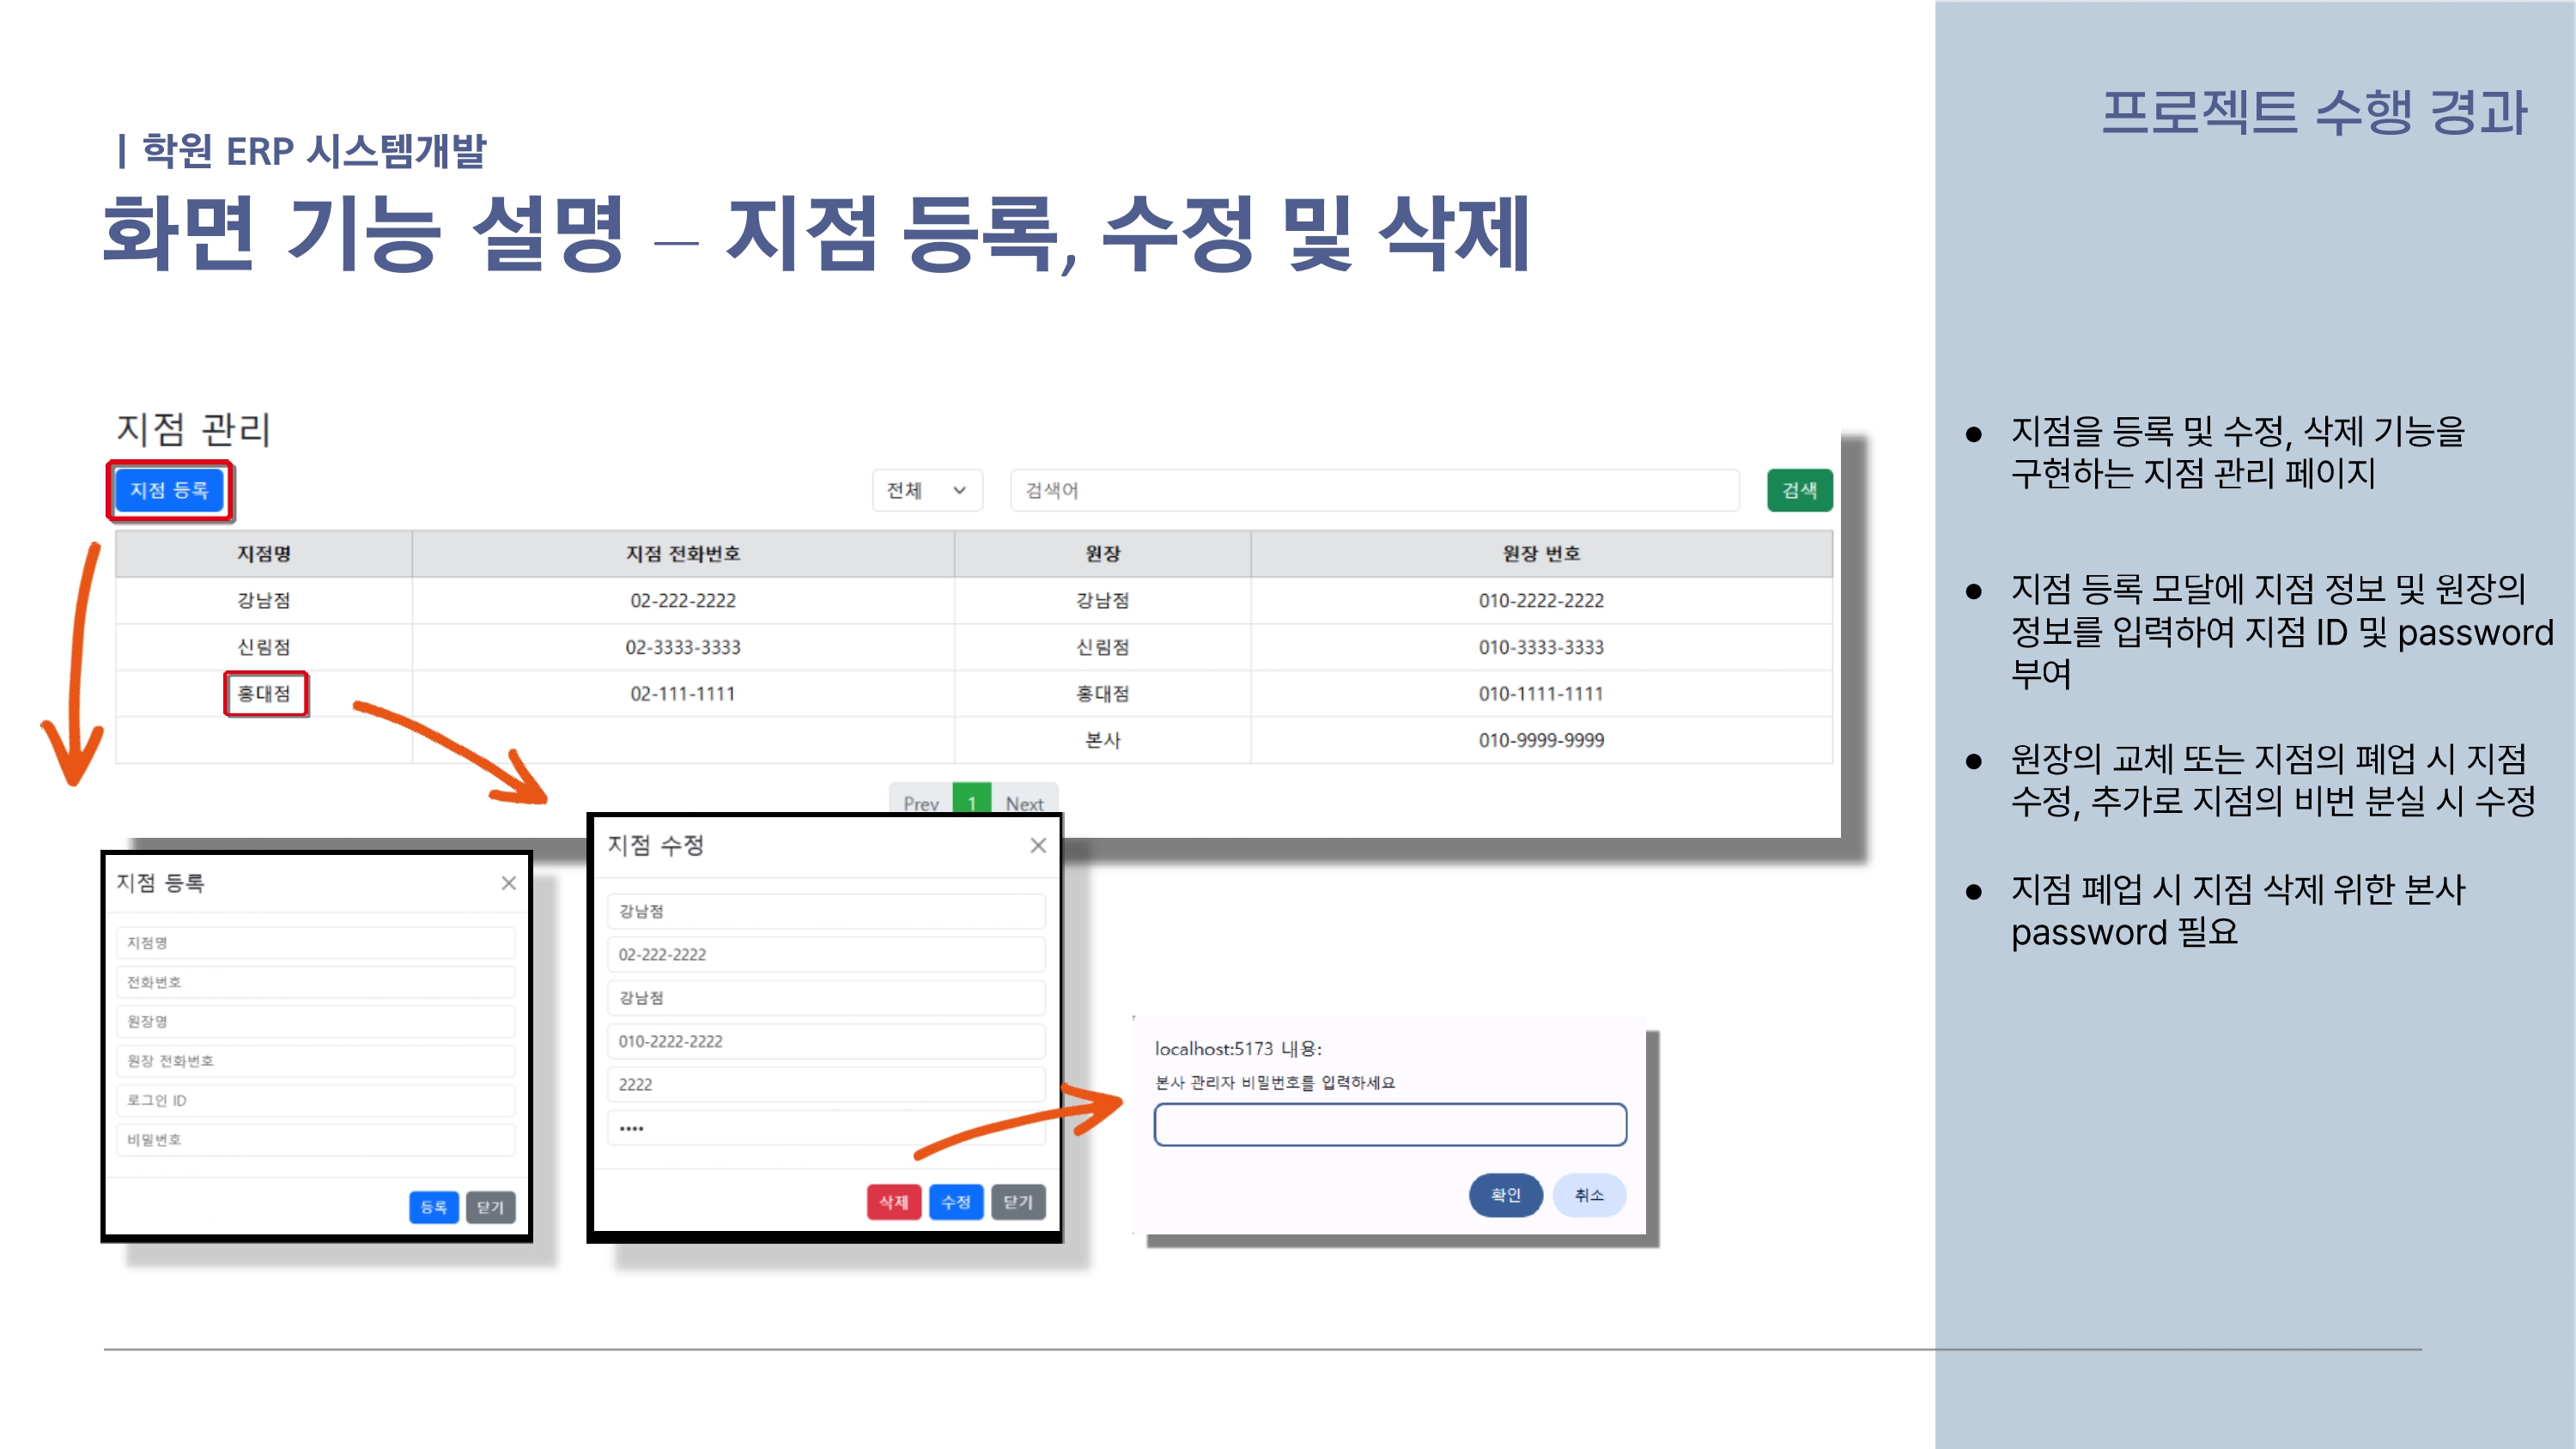 프로젝트 수행 경과
| 학원 ERP 시스템개발
화면 기능 설명 – 지점 등록, 수정 및 삭제
지점 관리
지점 등록
전체
검색어
검색
지점명 지점 전화번호 원장 원장 번호
강남점 02-222-2222 강남점 010-2222-2222
신림점 02-3333-3333 신림점 010-3333-3333
홍대점 02-111-1111 홍대점 010-1111-1111
본사 010-9999-9999
Prev 1 Next
지점 등록
지점명
전화번호
원장명
원장 전화번호
로그인 ID
비밀번호
등록 닫기
지점 수정
강남점
02-222-2222
강남점
010-2222-2222
2222
••••
삭제 수정 닫기
localhost:5173 내용:
본사 관리자 비밀번호를 입력하세요
확인 취소
● 지점을 등록 및 수정, 삭제 기능을
구현하는 지점 관리 페이지
● 지점 등록 모달에 지점 정보 및 원장의
정보를 입력하여 지점 ID 및 password
부여
● 원장의 교체 또는 지점의 폐업 시 지점
수정, 추가로 지점의 비번 분실 시 수정
● 지점 폐업 시 지점 삭제 위한 본사
password 필요